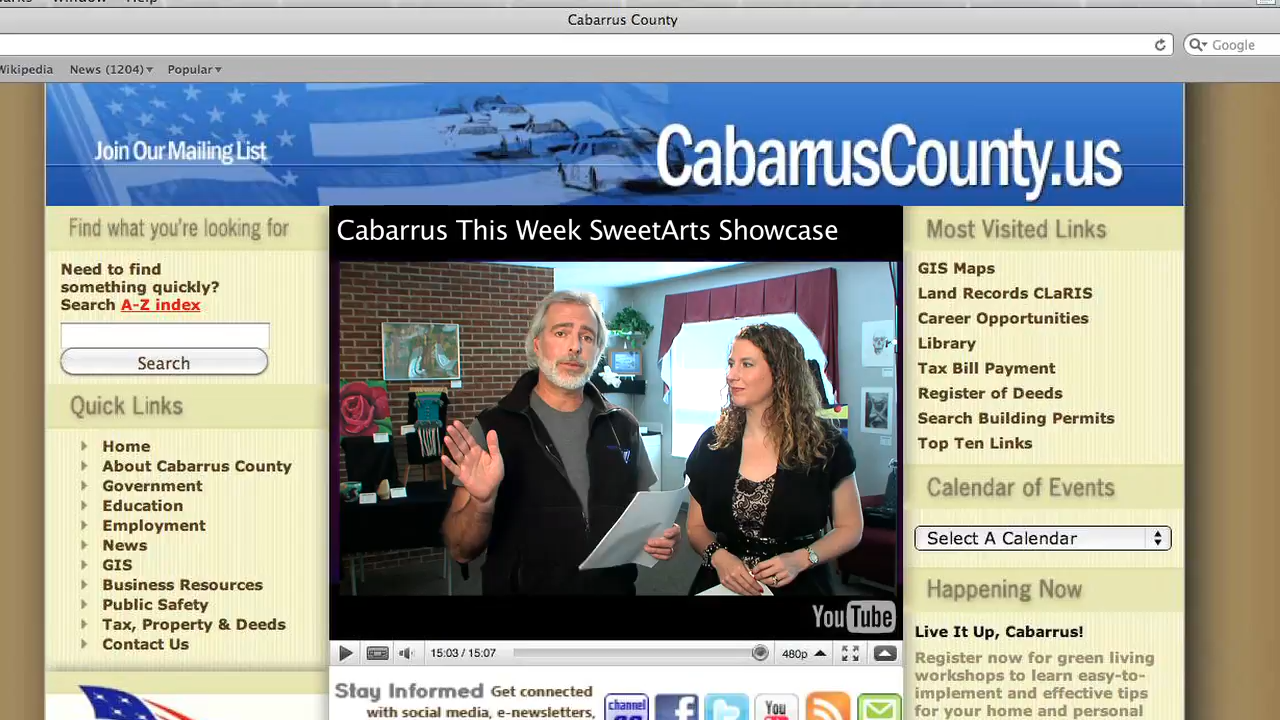 Window Help
Cabarrus County
Google
Wikipedia News (1204) Popular
Join Our Mailing List
CabarrusCounty.us
Find what you're looking for
Need to find
something quickly?
Search A-Z index
Search
Quick Links
Home
About Cabarrus County
Government
Education
Employment
News
GIS
Business Resources
Public Safety
Tax, Property & Deeds
Contact Us
Cabarrus This Week SweetArts Showcase
YouTube
15:03 / 15:07 480p
Stay Informed Get connected
with social media, e-newsletters,
channel
You
Most Visited Links
GIS Maps
Land Records CLaRIS
Career Opportunities
Library
Tax Bill Payment
Register of Deeds
Search Building Permits
Top Ten Links
Calendar of Events
Select A Calendar
Happening Now
Live It Up, Cabarrus!
Register now for green living
workshops to learn easy-to-
implement and effective tips
for your home and personal